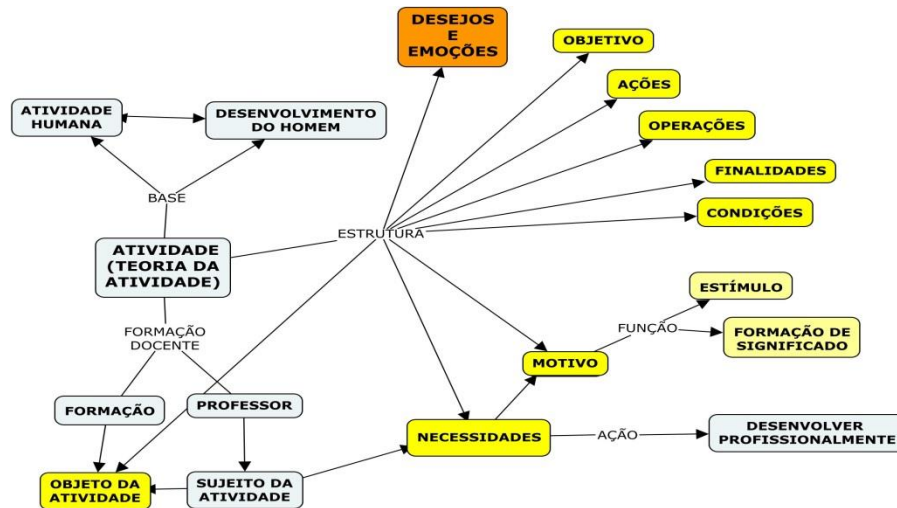 DESEJOS
E
EMOÇÕES
OBJETIVO
AÇÕES
OPERAÇÕES
FINALIDADES
CONDIÇÕES
ATIVIDADE
HUMANA
DESENVOLVIMENTO
DO HOMEM
BASE
ESTRUTURA
ATIVIDADE
(TEORIA DA
ATIVIDADE)
ESTÍMULO
FUNÇÃO
FORMAÇÃO DE
SIGNIFICADO
FORMAÇÃO
DOCENTE
MOTIVO
FORMAÇÃO
PROFESSOR
NECESSIDADES
AÇÃO
DESENVOLVER
PROFISSIONALMENTE
OBJETO DA
ATIVIDADE
SUJEITO DA
ATIVIDADE